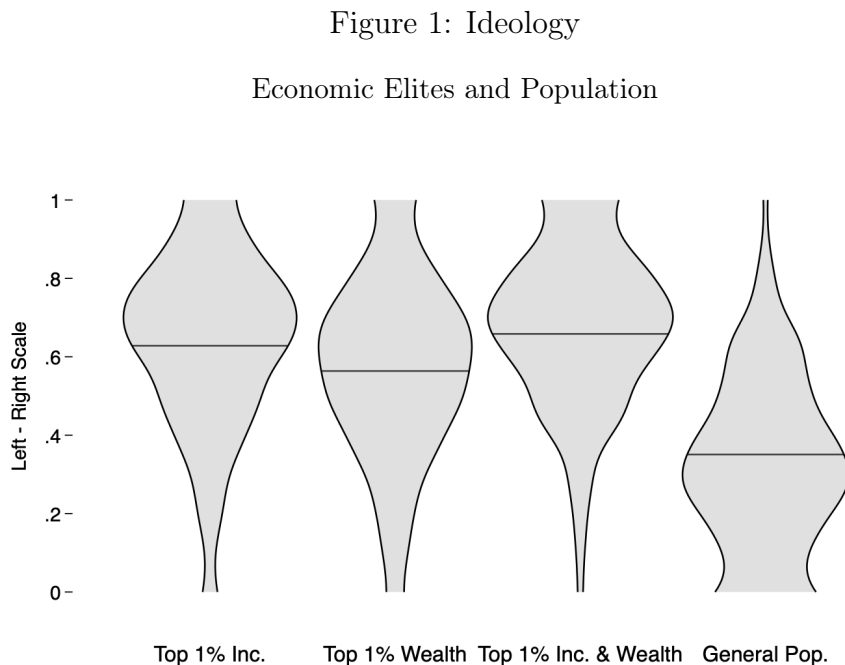 Figure 1: Ideology
Economic Elites and Population
1
.8
.6
.4
.2
0
Left - Right Scale
Top 1% Inc.
Top 1% Wealth
Top 1% Inc. & Wealth
General Pop.